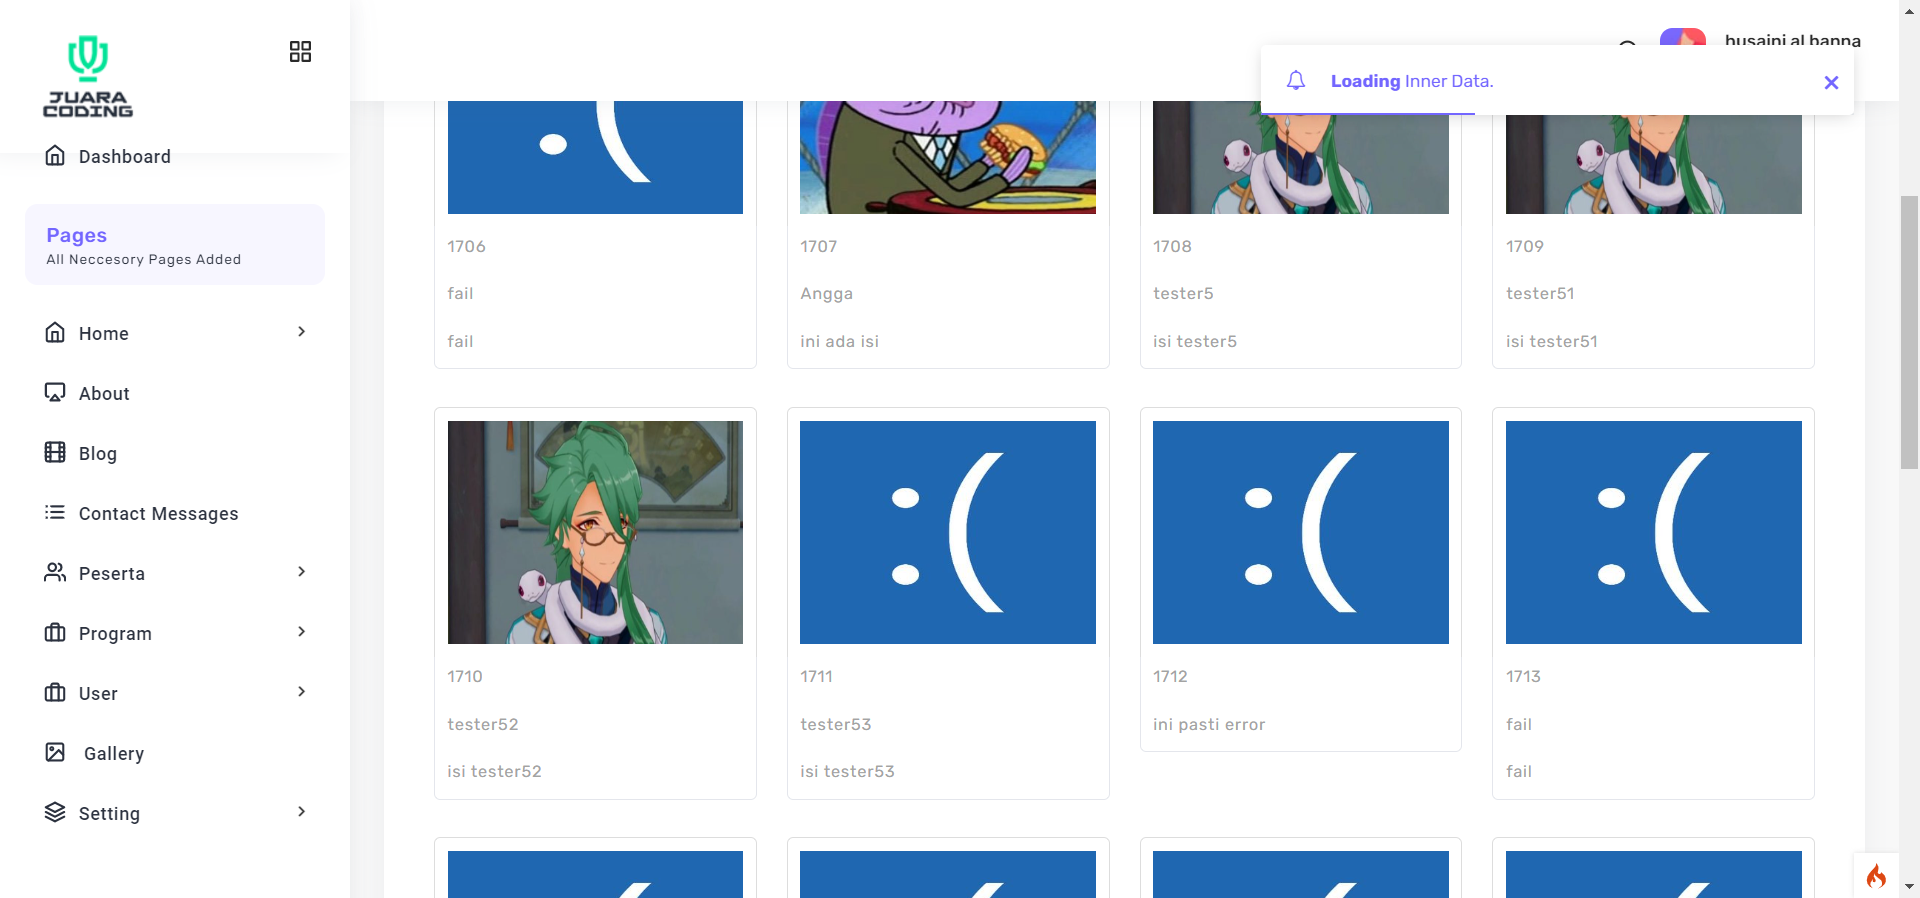 JUARA
CODING
Dashboard
Pages
All Neccesory Pages Added
Home
About
Blog
Contact Messages
Peserta
Program
User
Gallery
Setting
husaini al banna
Loading Inner Data.
1706
fail
fail
1707
Angga
ini ada isi
1708
tester5
isi tester5
1709
tester51
isi tester51
1710
tester52
isi tester52
1711
tester53
isi tester53
1712
ini pasti error
1713
fail
fail